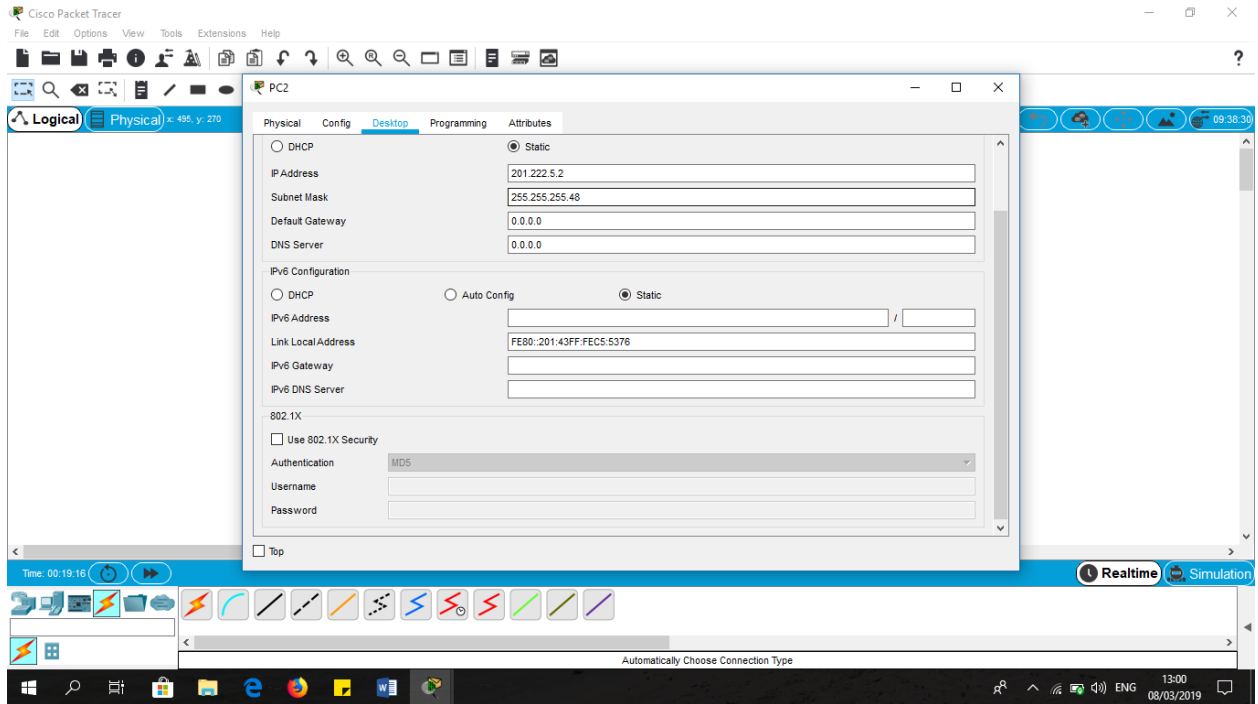 Cisco Packet Tracer
File Edit Options View Tools Extensions Help
?
PC2
Logical Physical x: 495, y: 270
09:38:30
Physical Config Desktop Programming Attributes
DHCP Static
IP Address 201.222.5.2
Subnet Mask 255.255.255.48
Default Gateway 0.0.0.0
DNS Server 0.0.0.0
IPv6 Configuration
DHCP Auto Config Static
IPv6 Address /
Link Local Address FE80::201:43FF:FEC5:5376
IPv6 Gateway
IPv6 DNS Server
802.1X
Use 802.1X Security
Authentication MD5
Username
Password
Top
Time: 00:19:16 Realtime Simulation
Automatically Choose Connection Type
ENG 13:00
08/03/2019